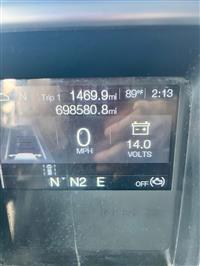 N Trip 1 1469.9mi 89°F 2:13
698580.8mi
0
MPH
14.0
VOLTS
N N2 E OFF